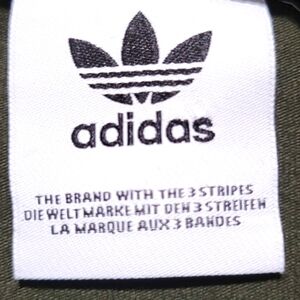 adidas
THE BRAND WITH THE 3 STRIPES
DIE WELTMARKE MIT DEN 3 STREIFEN
LA MARQUE AUX 3 BANDES